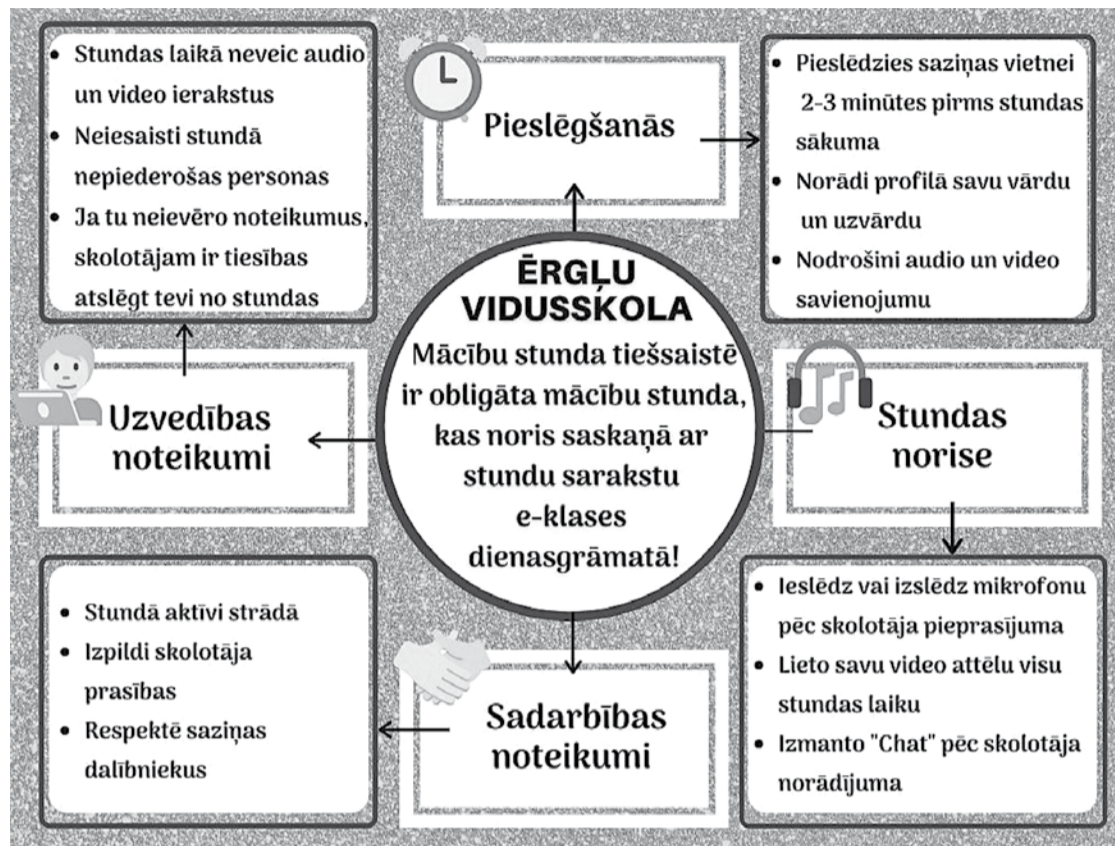 ĒRGĻU
VIDUSSKOLA
Mācību stunda tiešsaistē
ir obligāta mācību stunda,
kas noris saskaņā ar
stundu sarakstu
e-klases
dienasgrāmatā!
Pieslēgšanās
• Pieslēdzies saziņas vietnei
2-3 minūtes pirms stundas
sākuma
• Norādi profilā savu vārdu
un uzvārdu
• Nodrošini audio un video
savienojumu
Stundas
norise
• Ieslēdz vai izslēdz mikrofonu
pēc skolotāja pieprasījuma
• Lieto savu video attēlu visu
stundas laiku
• Izmanto "Chat" pēc skolotāja
norādījuma
Sadarbības
noteikumi
• Stundā aktīvi strādā
• Izpildi skolotāja
prasības
• Respektē saziņas
dalībniekus
Uzvedības
noteikumi
• Stundas laikā neveic audio
un video ierakstus
• Neiesaisti stundā
nepiederošas personas
• Ja tu neievēro noteikumus,
skolotājam ir tiesības
atslēgt tevi no stundas